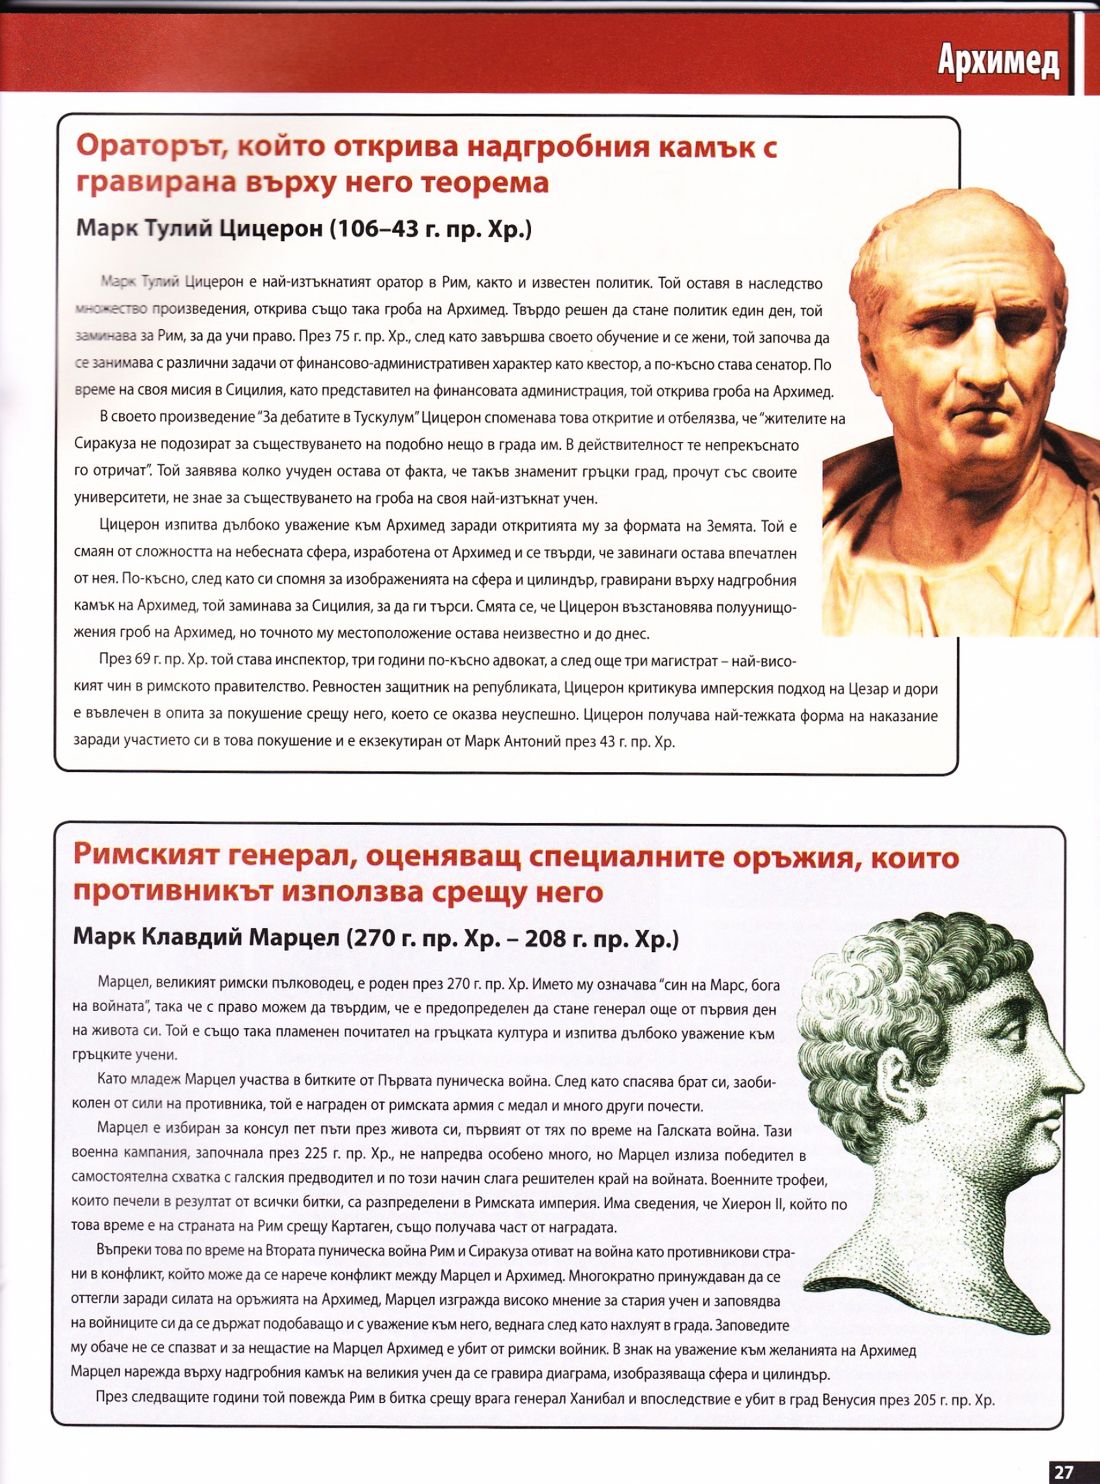 Архимед
Ораторът, който открива надгробния камък с
гравирана върху него теорема
Марк Тулий Цицерон (106–43 г. пр. Хр.)
Марк Тулий Цицерон е най-изтъкнатият оратор в Рим, както и известен политик. Той оставя в наследство
множество произведения, открива също така гроба на Архимед. Твърдо решен да стане политик един ден, той
заминава за Рим, за да учи право. През 75 г. пр. Хр., след като завършва своето обучение и се жени, той започва да
се занимава с различни задачи от финансово-административен характер като квестор, а по-късно става сенатор. По
време на своя мисия в Сицилия, като представител на финансовата администрация, той открива гроба на Архимед.
В своето произведение “За дебатите в Тускулум” Цицерон споменава това откритие и отбелязва, че “жителите на
Сиракуза не подозират за съществуването на подобно нещо в града им. В действителност те непрекъснато
го отричат”. Той заявява колко учуден остава от факта, че такъв знаменит гръцки град, прочут със своите
университети, не знае за съществуването на гроба на своя най-изтъкнат учен.
Цицерон изпитва дълбоко уважение към Архимед заради откритията му за формата на Земята. Той е
смаян от сложността на небесната сфера, изработена от Архимед и се твърди, че завинаги остава впечатлен
от нея. По-късно, след като си спомня за изображенията на сфера и цилиндър, гравирани върху надгробния
камък на Архимед, той заминава за Сицилия, за да ги търси. Смята се, че Цицерон възстановява полуунищо-
жения гроб на Архимед, но точното му местоположение остава неизвестно и до днес.
През 69 г. пр. Хр. той става инспектор, три години по-късно адвокат, а след още три магистрат – най-висо-
кият чин в римското правителство. Ревностен защитник на републиката, Цицерон критикува имперския подход на Цезар и дори
е въвлечен в опита за покушение срещу него, което се оказва неуспешно. Цицерон получава най-тежката форма на наказание
заради участието си в това покушение и е екзекутиран от Марк Антоний през 43 г. пр. Хр.
Римският генерал, оценяващ специалните оръжия, които
противникът използва срещу него
Марк Клавдий Марцел (270 г. пр. Хр. – 208 г. пр. Хр.)
Марцел, великият римски пълководец, е роден през 270 г. пр. Хр. Името му означава “син на Марс, бога
на войната”, така че с право можем да твърдим, че е предопределен да стане генерал още от първия ден
на живота си. Той е също така пламенен почитател на гръцката култура и изпитва дълбоко уважение към
гръцките учени.
Като младеж Марцел участва в битките от Първата пуническа война. След като спасява брат си, заоби-
колен от сили на противника, той е награден от римската армия с медал и много други почести.
Марцел е избиран за консул пет пъти през живота си, първият от тях по време на Галската война. Тази
военна кампания, започнала през 225 г. пр. Хр., не напредва особено много, но Марцел излиза победител в
самостоятелна схватка с галския предводител и по този начин слага решителен край на войната. Военните трофеи,
които печели в резултат от всички битки, са разпределени в Римската империя. Има сведения, че Хиерон II, който по
това време е на страната на Рим срещу Картаген, също получава част от наградата.
Въпреки това по време на Втората пуническа война Рим и Сиракуза отиват на война като противникови стра-
ни в конфликт, който може да се нарече конфликт между Марцел и Архимед. Многократно принуждаван да се
оттегли заради силата на оръжията на Архимед, Марцел изгражда високо мнение за стария учен и заповядва
на войниците си да се държат подобаващо и с уважение към него, веднага след като нахлуят в града. Заповедите
му обаче не се спазват и за нещастие на Марцел Архимед е убит от римски войник. В знак на уважение към желанията на Архимед
Марцел нарежда върху надгробния камък на великия учен да се гравира диаграма, изобразяваща сфера и цилиндър.
През следващите години той повежда Рим в битка срещу врага генерал Ханибал и впоследствие е убит в град Венусия през 205 г. пр. Хр.
27